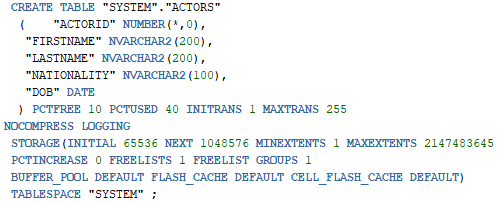 CREATE TABLE "SYSTEM"."ACTORS"
( "ACTORID" NUMBER(*,0),
"FIRSTNAME" NVARCHAR2(200),
"LASTNAME" NVARCHAR2(200),
"NATIONALITY" NVARCHAR2(100),
"DOB" DATE
) PCTFREE 10 PCTUSED 40 INITRANS 1 MAXTRANS 255
NOCOMPRESS LOGGING
STORAGE(INITIAL 65536 NEXT 1048576 MINEXTENTS 1 MAXEXTENTS 2147483645
PCTINCREASE 0 FREELISTS 1 FREELIST GROUPS 1
BUFFER_POOL DEFAULT FLASH_CACHE DEFAULT CELL_FLASH_CACHE DEFAULT)
TABLESPACE "SYSTEM" ;